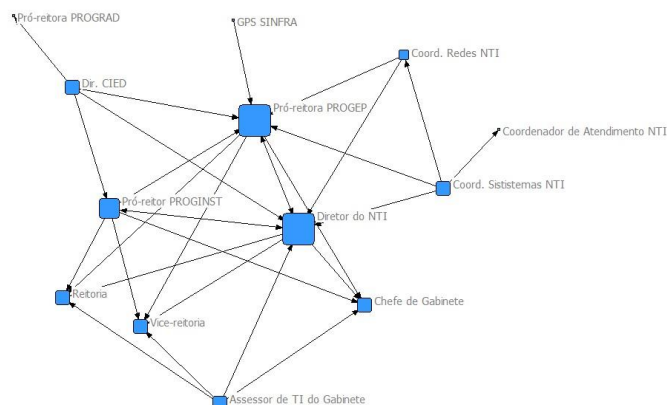 Pró-reitora PROGRAD
GPS SINFRA
Coord. Redes NTI
Dir. CIED
Pró-reitora PROGEP
Coordenador de Atendimento NTI
Coord. Sististemas NTI
Pró-reitor PROGINST
Diretor do NTI
Reitoria
Chefe de Gabinete
Vice-reitoria
Assessor de TI do Gabinete